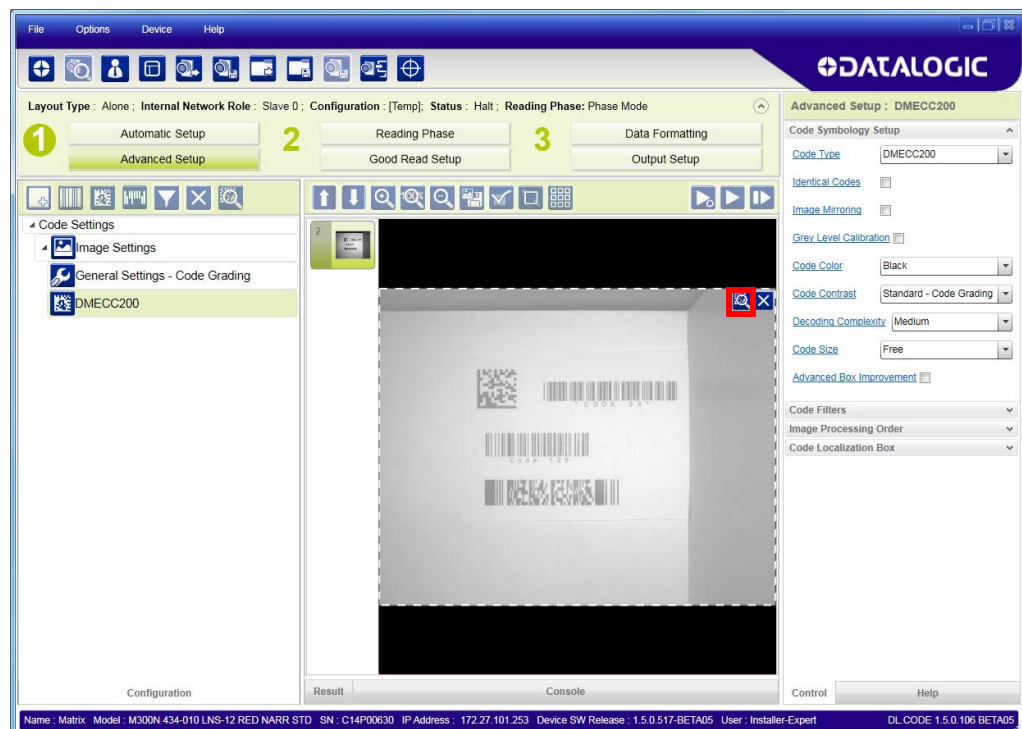 File Options Device Help
DATALOGIC
Layout Type : Alone ; Internal Network Role : Slave 0 ; Configuration : [Temp]; Status : Halt ; Reading Phase: Phase Mode
1 Automatic Setup 2 Reading Phase 3 Data Formatting
Advanced Setup Good Read Setup Output Setup
Code Settings
Image Settings
General Settings - Code Grading
DMECC200
Configuration
2
*CODE 39*
Code 128
Result Console
Advanced Setup : DMECC200
Code Symbology Setup
Code Type DMECC200
Identical Codes
Image Mirroring
Grey Level Calibration
Code Color Black
Code Contrast Standard - Code Grading
Decoding Complexity Medium
Code Size Free
Advanced Box Improvement
Code Filters
Image Processing Order
Code Localization Box
Control Help
Name : Matrix Model : M300N 434-010 LNS-12 RED NARR STD SN : C14P00630 IP Address : 172.27.101.253 Device SW Release : 1.5.0.517-BETA05 User : Installer-Expert DL.CODE 1.5.0.106 BETA05